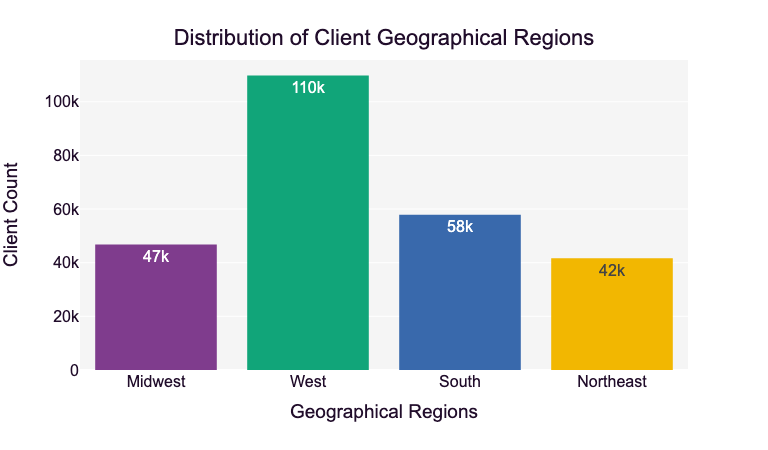 Distribution of Client Geographical Regions
Client Count
100k
80k
60k
40k
20k
0
47k
110k
58k
42k
Midwest
West
South
Northeast
Geographical Regions